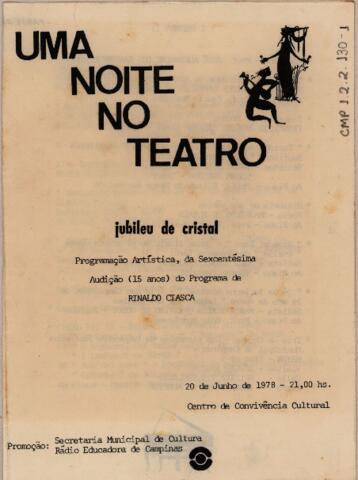 UMA
NOITE
NO
TEATRO
CMP 1.2.2.130-1
jubileu de cristal
Programação Artística, da Sexcentésima
Audição (15 anos) do Programa de
RINALDO CIASCA
20 de Junho de 1978 - 21,00 hs.
Centro de Convivência Cultural
Promoção: Secretaria Municipal de Cultura
Rádio Educadora de Campinas